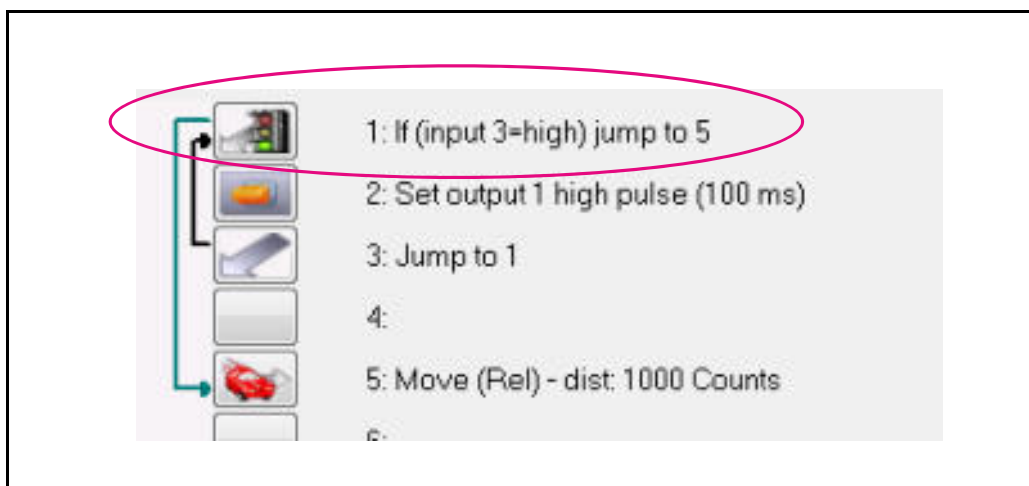 1: If (input 3=high) jump to 5
2: Set output 1 high pulse (100 ms)
3: Jump to 1
4:
5: Move (Rel) - dist: 1000 Counts
6: